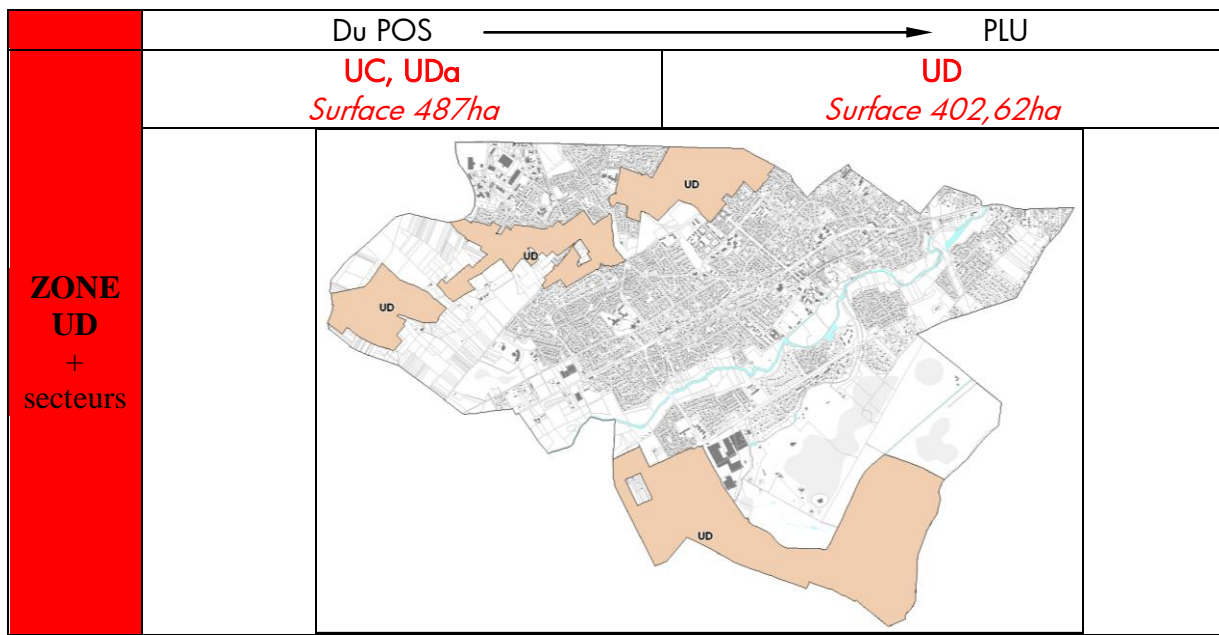 Du POS PLU
UC, UDa
Surface 487ha
UD
Surface 402,62ha
ZONE
UD
+
secteurs
UD
UD
UD
UD